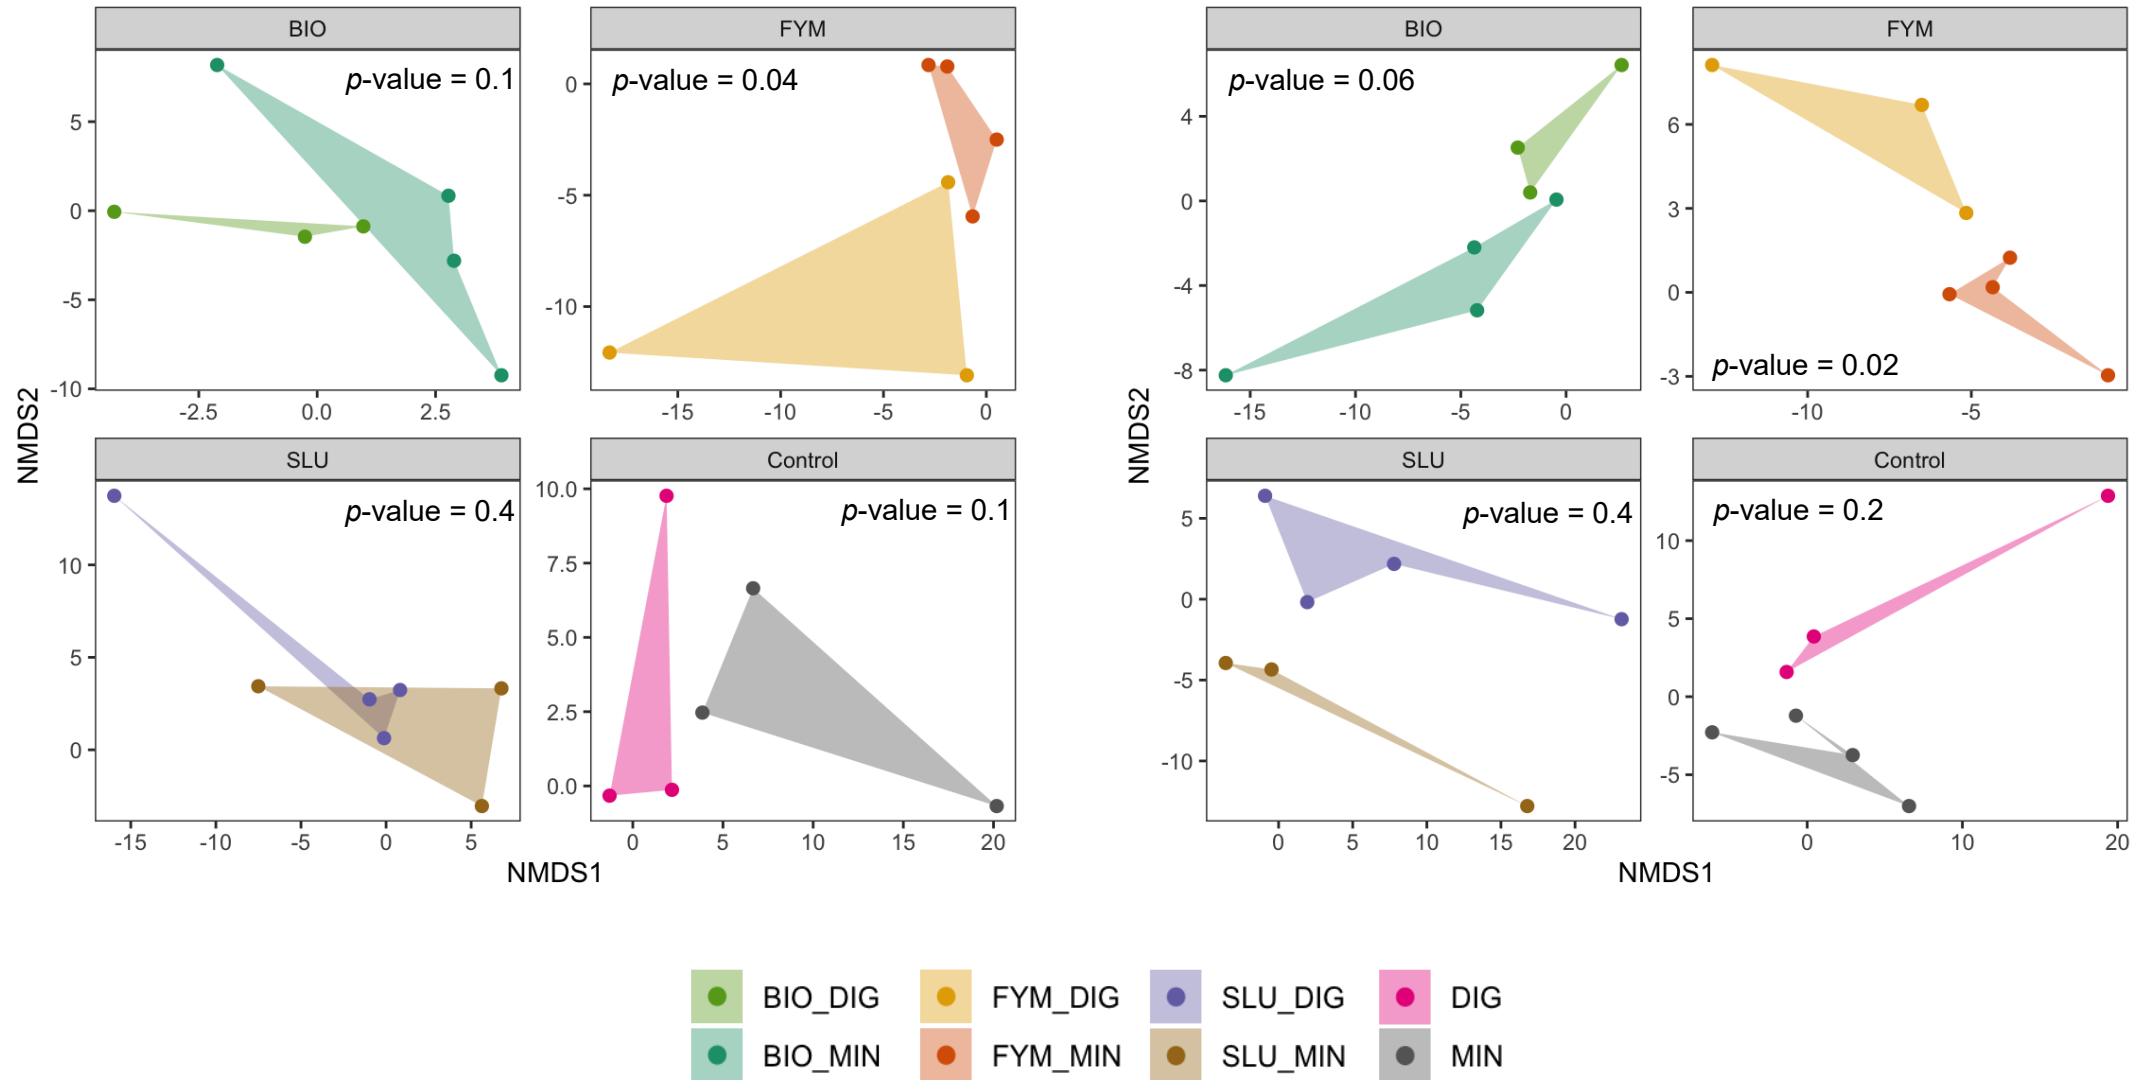 BIO
FYM
p-value = 0.1
p-value = 0.04
5
0
-5
-10
0
-5
-10
-2.5
0.0
2.5
-15
-10
-5
0
SLU
Control
p-value = 0.4
p-value = 0.1
10
5
0
10.0
7.5
5.0
2.5
0.0
-15
-10
-5
0
5
0
5
10
15
20
NMDS2
NMDS1
BIO
FYM
p-value = 0.06
p-value = 0.02
4
0
-4
-8
6
3
0
-3
-15
-10
-5
0
-10
-5
SLU
Control
p-value = 0.4
p-value = 0.2
5
0
-5
-10
10
5
0
-5
0
5
10
15
20
0
10
20
NMDS2
NMDS1
BIO_DIG
FYM_DIG
SLU_DIG
DIG
BIO_MIN
FYM_MIN
SLU_MIN
MIN